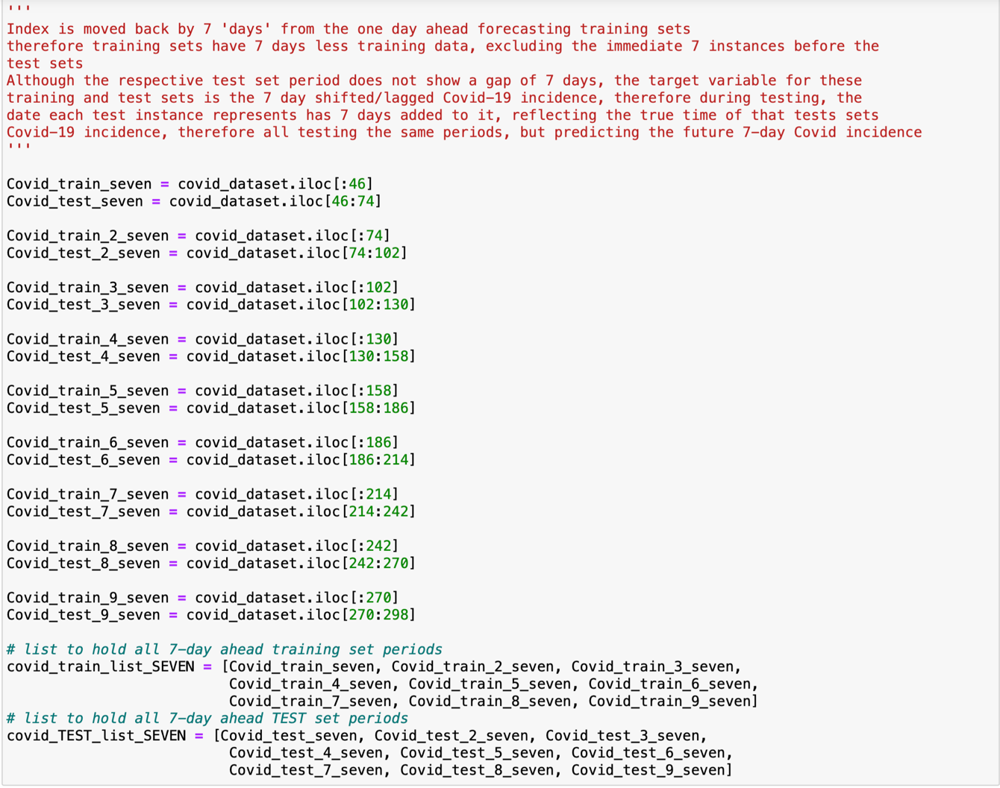 '''
Index is moved back by 7 'days' from the one day ahead forecasting training sets
therefore training sets have 7 days less training data, excluding the immediate 7 instances before the
test sets
Although the respective test set period does not show a gap of 7 days, the target variable for these
training and test sets is the 7 day shifted/lagged Covid-19 incidence, therefore during testing, the
date each test instance represents has 7 days added to it, reflecting the true time of that tests sets
Covid-19 incidence, therefore all testing the same periods, but predicting the future 7-day Covid incidence
'''
Covid_train_seven = covid_dataset.iloc[:46]
Covid_test_seven = covid_dataset.iloc[46:74]
Covid_train_2_seven = covid_dataset.iloc[:74]
Covid_test_2_seven = covid_dataset.iloc[74:102]
Covid_train_3_seven = covid_dataset.iloc[:102]
Covid_test_3_seven = covid_dataset.iloc[102:130]
Covid_train_4_seven = covid_dataset.iloc[:130]
Covid_test_4_seven = covid_dataset.iloc[130:158]
Covid_train_5_seven = covid_dataset.iloc[:158]
Covid_test_5_seven = covid_dataset.iloc[158:186]
Covid_train_6_seven = covid_dataset.iloc[:186]
Covid_test_6_seven = covid_dataset.iloc[186:214]
Covid_train_7_seven = covid_dataset.iloc[:214]
Covid_test_7_seven = covid_dataset.iloc[214:242]
Covid_train_8_seven = covid_dataset.iloc[:242]
Covid_test_8_seven = covid_dataset.iloc[242:270]
Covid_train_9_seven = covid_dataset.iloc[:270]
Covid_test_9_seven = covid_dataset.iloc[270:298]
# list to hold all 7-day ahead training set periods
covid_train_list_SEVEN = [Covid_train_seven, Covid_train_2_seven, Covid_train_3_seven,
Covid_train_4_seven, Covid_train_5_seven, Covid_train_6_seven,
Covid_train_7_seven, Covid_train_8_seven, Covid_train_9_seven]
# list to hold all 7-day ahead TEST set periods
covid_TEST_list_SEVEN = [Covid_test_seven, Covid_test_2_seven, Covid_test_3_seven,
Covid_test_4_seven, Covid_test_5_seven, Covid_test_6_seven,
Covid_test_7_seven, Covid_test_8_seven, Covid_test_9_seven]